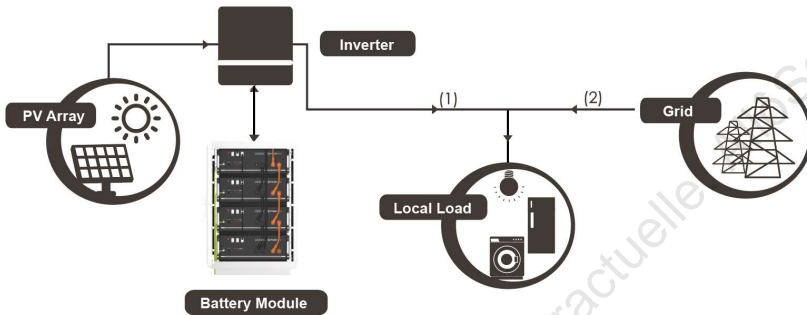 Inverter
(1)
(2)
PV Array
Grid
Local Load
Battery Module